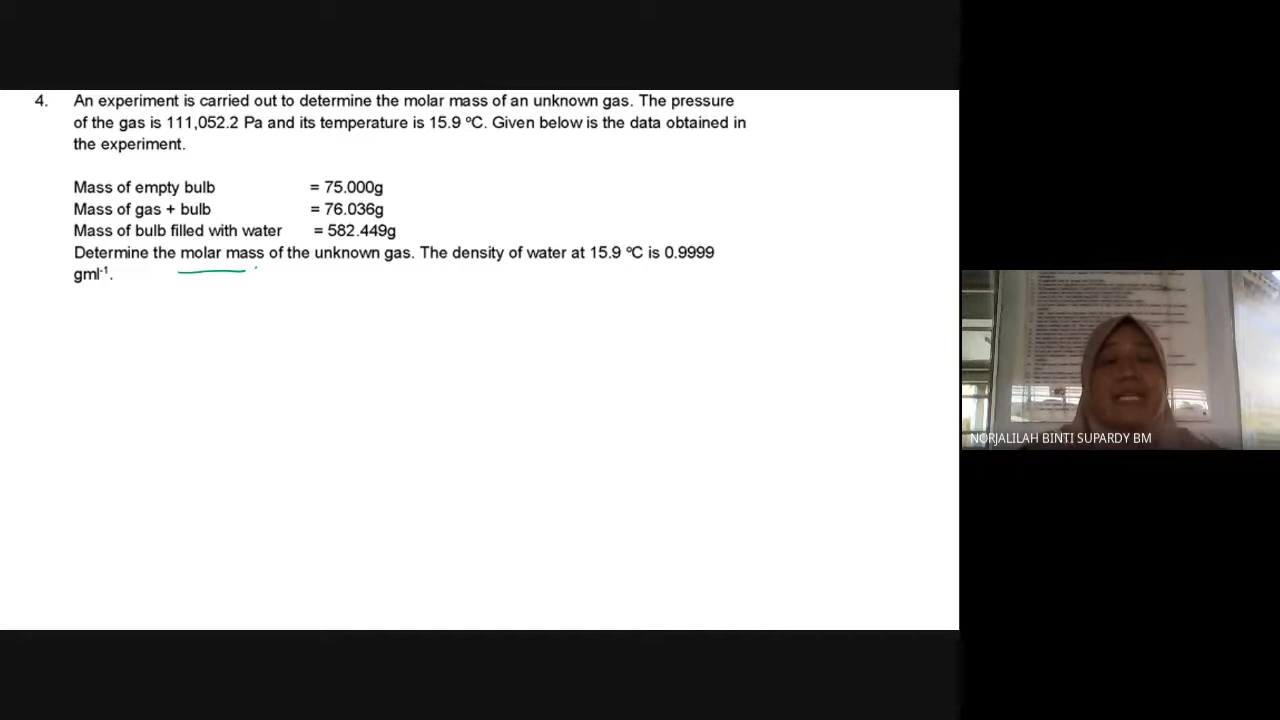 4. An experiment is carried out to determine the molar mass of an unknown gas. The pressure
of the gas is 111,052.2 Pa and its temperature is 15.9 ºC. Given below is the data obtained in
the experiment.
Mass of empty bulb = 75.000g
Mass of gas + bulb = 76.036g
Mass of bulb filled with water = 582.449g
Determine the molar mass of the unknown gas. The density of water at 15.9 ºC is 0.9999
gml⁻¹.
NORJALILAH BINTI SUPARDY BM